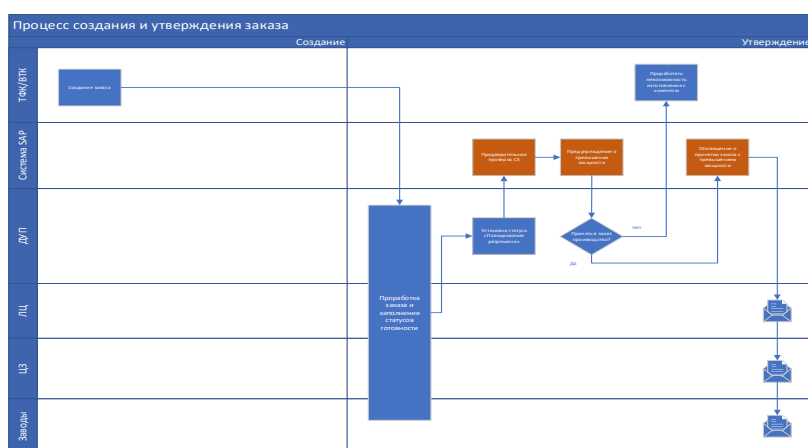 Процесс создания и утверждения заказа
Создание
Утверждение
ТФК/ВТК
Создание заказа
Проработать
невозможность
изготовления с
клиентом
Система SAP
Предварительная
проверка СЗ
Предупреждение о
превышении
мощности
Оповещение о
принятии заказа с
превышением
мощности
ДУП
Установка статуса
«Планирование
разрешено»
Принять в заказ
производство?
Нет
Да
Проработка
заказа и
заполнение
статусов
готовности
ЛЦ
ЦЗ
Заводы